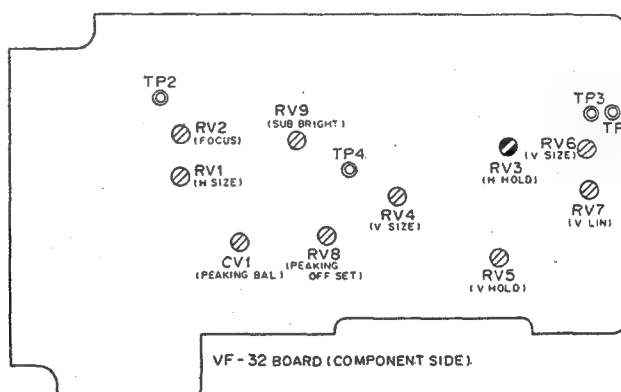 TP2
RV2
(FOCUS)
RV1
(H SIZE)
RV9
(SUB BRIGHT)
TP4.
RV4
(V SIZE)
CV1
(PEAKING BAL)
RV8
(PEAKING
OFF SET)
RV3
(H HOLD)
TP3
TP
RV6
(V SIZE)
RV7
(V LIN)
RV5
(V HOLD)
VF-32 BOARD (COMPONENT SIDE).